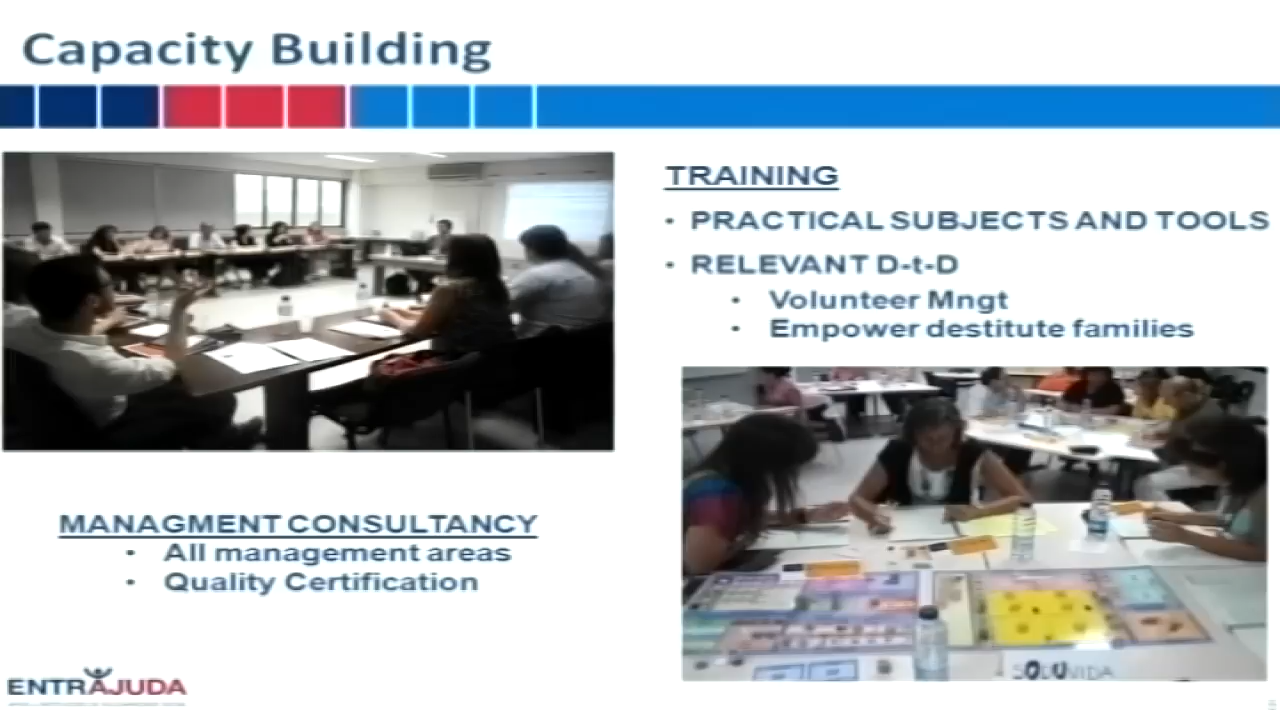 Capacity Building
TRAINING
• PRACTICAL SUBJECTS AND TOOLS
• RELEVANT D-t-D
• Volunteer Mngt
• Empower destitute families
MANAGMENT CONSULTANCY
• All management areas
• Quality Certification
SODUVIDA
ENTRAJUDA